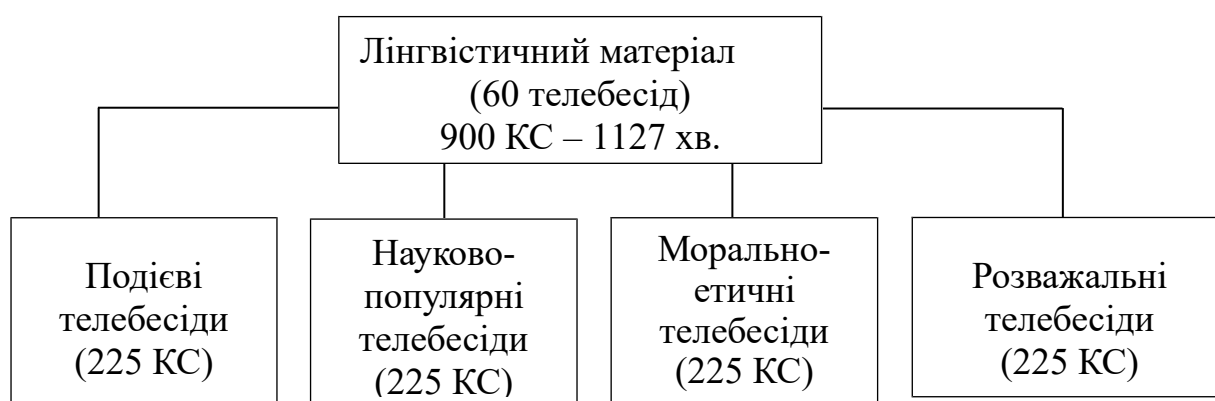 Лінгвістичний матеріал
(60 телебесід)
900 КС – 1127 хв.
Подієві
телебесіди
(225 КС)
Науково-
популярні
телебесіди
(225 КС)
Морально-
етичні
телебесіди
(225 КС)
Розважальні
телебесіди
(225 КС)